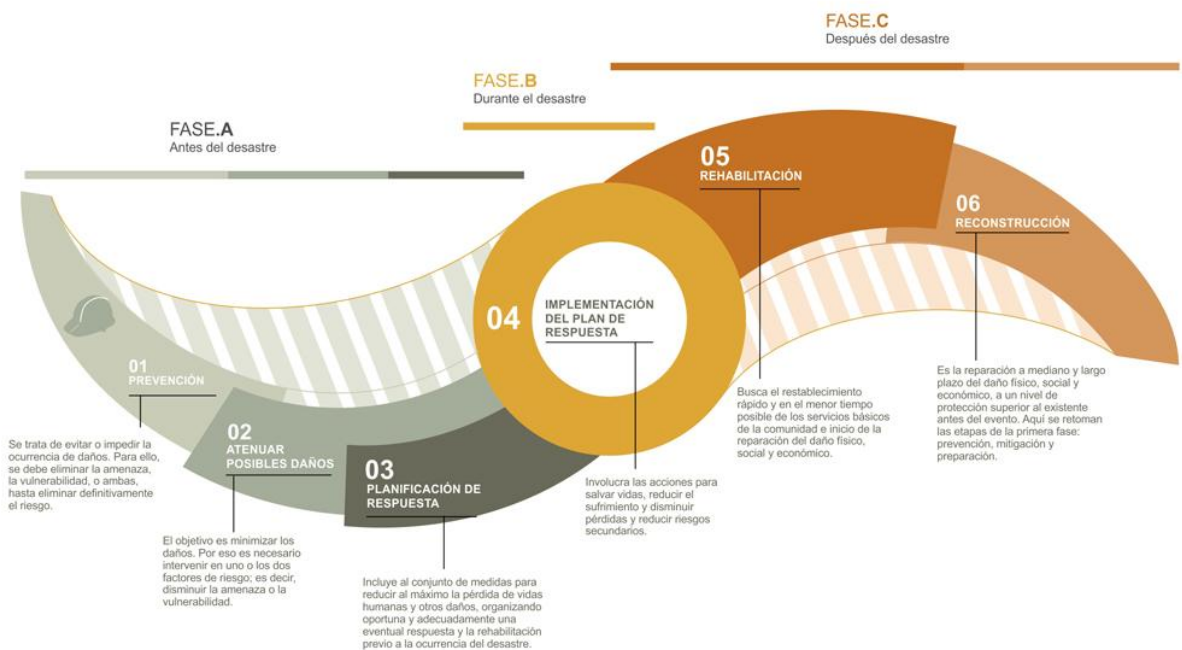 FASE.A
Antes del desastre
FASE.B
Durante el desastre
FASE.C
Después del desastre
01
PREVENCIÓN
Se trata de evitar o impedir la
ocurrencia de daños. Para ello,
se debe eliminar la amenaza,
la vulnerabilidad, o ambas,
hasta eliminar definitivamente
el riesgo.
02
ATENUAR
POSIBLES DAÑOS
El objetivo es minimizar los
daños. Por eso es necesario
intervenir en uno o los dos
factores de riesgo; es decir,
disminuir la amenaza o la
vulnerabilidad.
03
PLANIFICACIÓN DE
RESPUESTA
Incluye al conjunto de medidas para
reducir al máximo la pérdida de vidas
humanas y otros daños, organizando
oportuna y adecuadamente una
eventual respuesta y la rehabilitación
previo a la ocurrencia del desastre.
04
IMPLEMENTACIÓN
DEL PLAN DE
RESPUESTA
Involucra las acciones para
salvar vidas, reducir el
sufrimiento y disminuir
pérdidas y reducir riesgos
secundarios.
05
REHABILITACIÓN
Busca el restablecimiento
rápido y en el menor tiempo
posible de los servicios básicos
de la comunidad e inicio de la
reparación del daño físico,
social y económico.
06
RECONSTRUCCIÓN
Es la reparación a mediano y largo
plazo del daño físico, social y
económico, a un nivel de
protección superior al existente
antes del evento. Aquí se retoman
las etapas de la primera fase:
prevención, mitigación y
preparación.